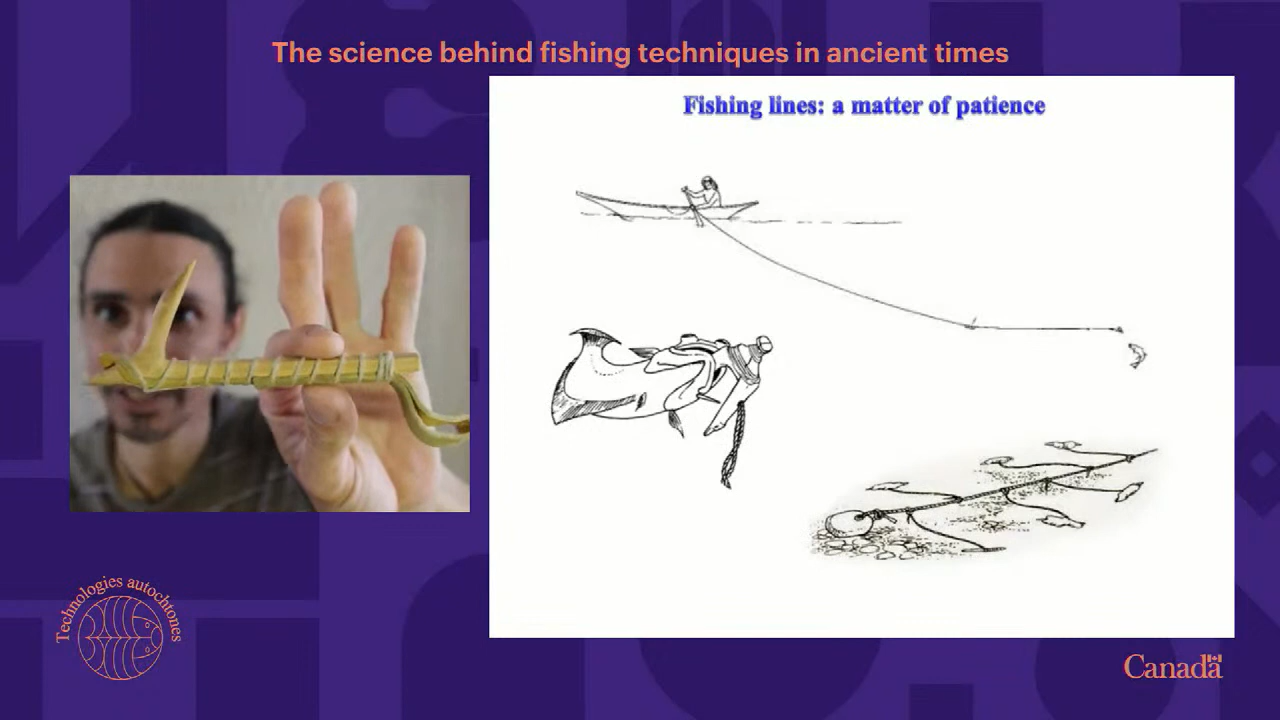 The science behind fishing techniques in ancient times
Fishing lines: a matter of patience
Technologies autochtones
Canada